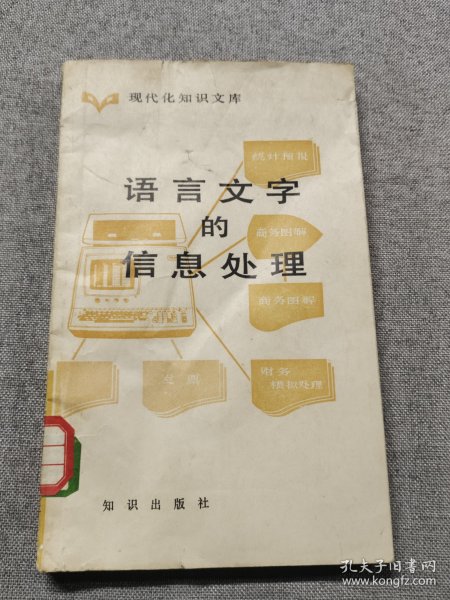 现代化知识文库
统计预报
语言文字
的
信息处理
商务图解
商务图解
财务
模拟处理
知识出版社
孔夫子旧书网
www.kongfz.com